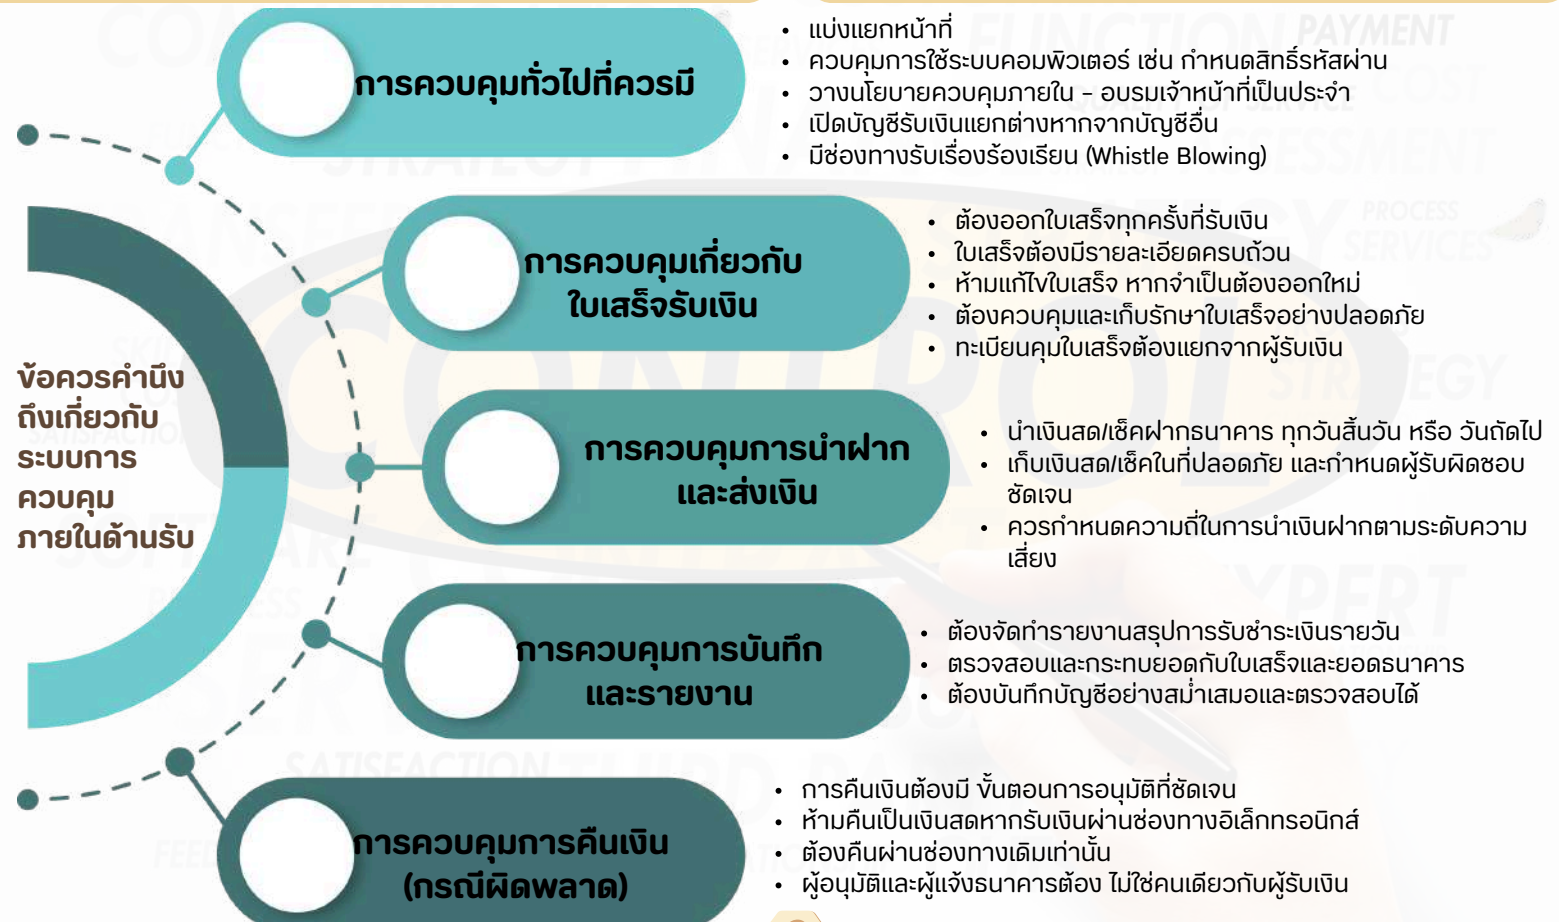 การควบคุมทั่วไปที่ควรมี
• แบ่งแยกหน้าที่
• ควบคุมการใช้ระบบคอมพิวเตอร์ เช่น กำหนดสิทธิ์รหัสผ่าน
• วางนโยบายควบคุมภายใน – อบรมเจ้าหน้าที่เป็นประจำ
• เปิดบัญชีรับเงินแยกต่างหากจากบัญชีอื่น
• มีช่องทางรับเรื่องร้องเรียน (Whistle Blowing)
การควบคุมเกี่ยวกับ
ใบเสร็จรับเงิน
• ต้องออกใบเสร็จทุกครั้งที่รับเงิน
• ใบเสร็จต้องมีรายละเอียดครบถ้วน
• ห้ามแก้ไขใบเสร็จ หากจำเป็นต้องออกใหม่
• ต้องควบคุมและเก็บรักษาใบเสร็จอย่างปลอดภัย
• ทะเบียนคุมใบเสร็จต้องแยกจากผู้รับเงิน
ข้อควรคำนึง
ถึงเกี่ยวกับ
ระบบการ
ควบคุม
ภายในด้านรับ
การควบคุมการนำฝาก
และส่งเงิน
• นำเงินสด/เช็คฝากธนาคาร ทุกวันสิ้นวัน หรือ วันถัดไป
• เก็บเงินสด/เช็คในที่ปลอดภัย และกำหนดผู้รับผิดชอบ
ชัดเจน
• ควรกำหนดความถี่ในการนำเงินฝากตามระดับความ
เสี่ยง
การควบคุมการบันทึก
และรายงาน
• ต้องจัดทำรายงานสรุปการรับชำระเงินรายวัน
• ตรวจสอบและกระทบยอดกับใบเสร็จและยอดธนาคาร
• ต้องบันทึกบัญชีอย่างสม่ำเสมอและตรวจสอบได้
การควบคุมการคืนเงิน
(กรณีผิดพลาด)
• การคืนเงินต้องมี ขั้นตอนการอนุมัติที่ชัดเจน
• ห้ามคืนเป็นเงินสดหากรับเงินผ่านช่องทางอิเล็กทรอนิกส์
• ต้องคืนผ่านช่องทางเดิมเท่านั้น
• ผู้อนุมัติและผู้แจ้งธนาคารต้อง ไม่ใช่คนเดียวกับผู้รับเงิน
CONTROL
PAYMENT
FUNCTION
COST
PROCESS
SERVICES
EXPERT
SATISFACTION